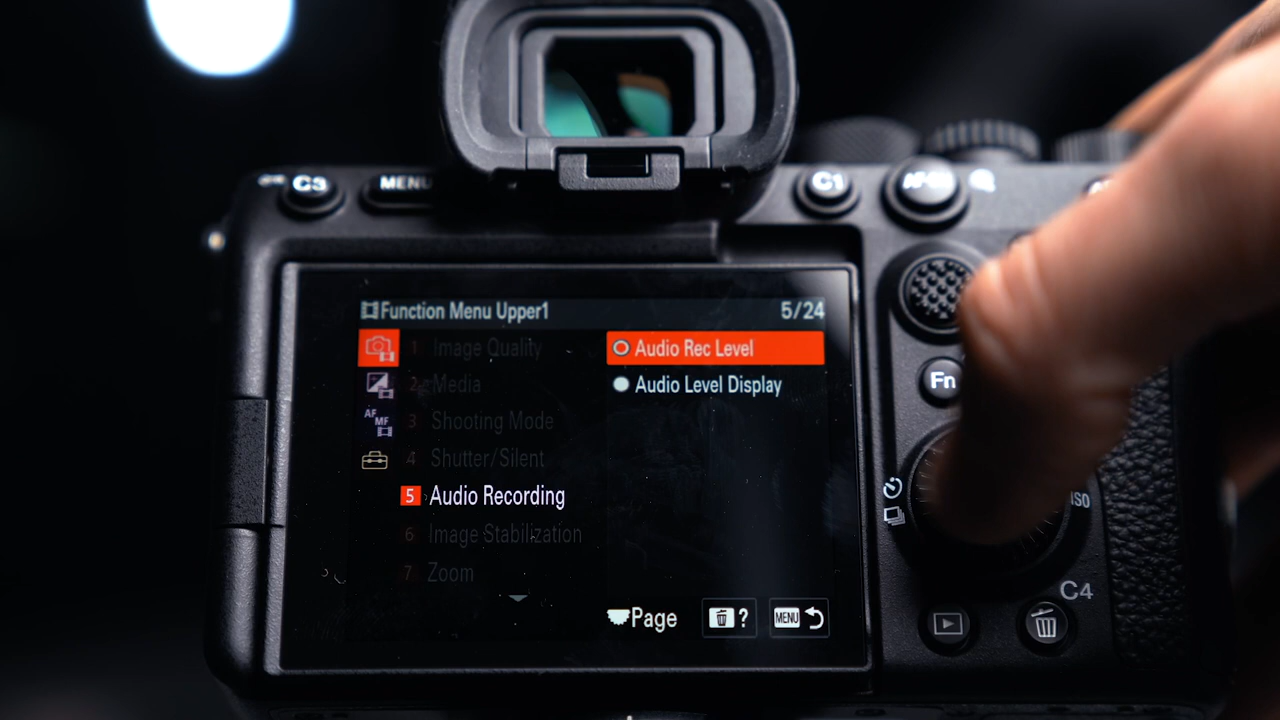 C3
MENU
C1
Function Menu Upper1
5/24
1 Image Quality
2 Media
3 Shooting Mode
4 Shutter/Silent
5 Audio Recording
6 Image Stabilization
7 Zoom
AF
MF
Audio Rec Level
Audio Level Display
Page
?
MENU
Fn
ISO
C4